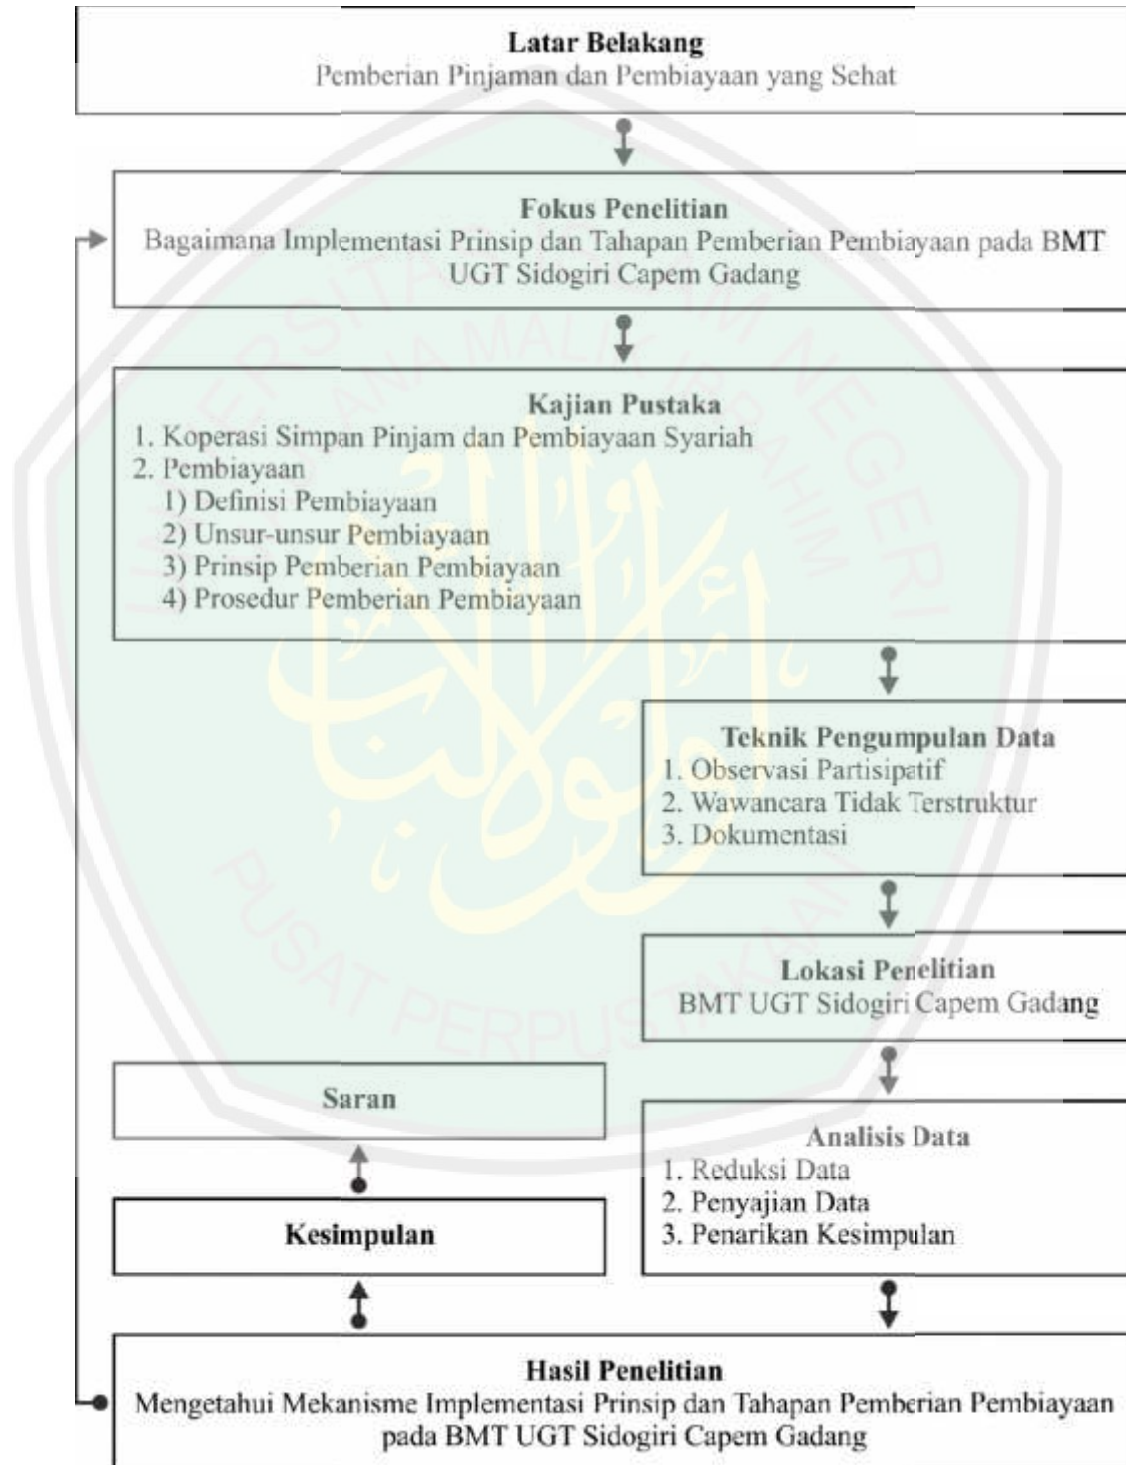 Latar Belakang
Pemberian Pinjaman dan Pembiayaan yang Sehat
Fokus Penelitian
Bagaimana Implementasi Prinsip dan Tahapan Pemberian Pembiayaan pada BMT
UGT Sidogiri Capem Gadang
Kajian Pustaka
1. Koperasi Simpan Pinjam dan Pembiayaan Syariah
2. Pembiayaan
1) Definisi Pembiayaan
2) Unsur-unsur Pembiayaan
3) Prinsip Pemberian Pembiayaan
4) Prosedur Pemberian Pembiayaan
Teknik Pengumpulan Data
1. Observasi Partisipatif
2. Wawancara Tidak Terstruktur
3. Dokumentasi
Lokasi Penelitian
BMT UGT Sidogiri Capem Gadang
Analisis Data
1. Reduksi Data
2. Penyajian Data
3. Penarikan Kesimpulan
Saran
Kesimpulan
Hasil Penelitian
Mengetahui Mekanisme Implementasi Prinsip dan Tahapan Pemberian Pembiayaan
pada BMT UGT Sidogiri Capem Gadang
MALIK IBRAHIM
PUSAT PERPUSTAKAAN